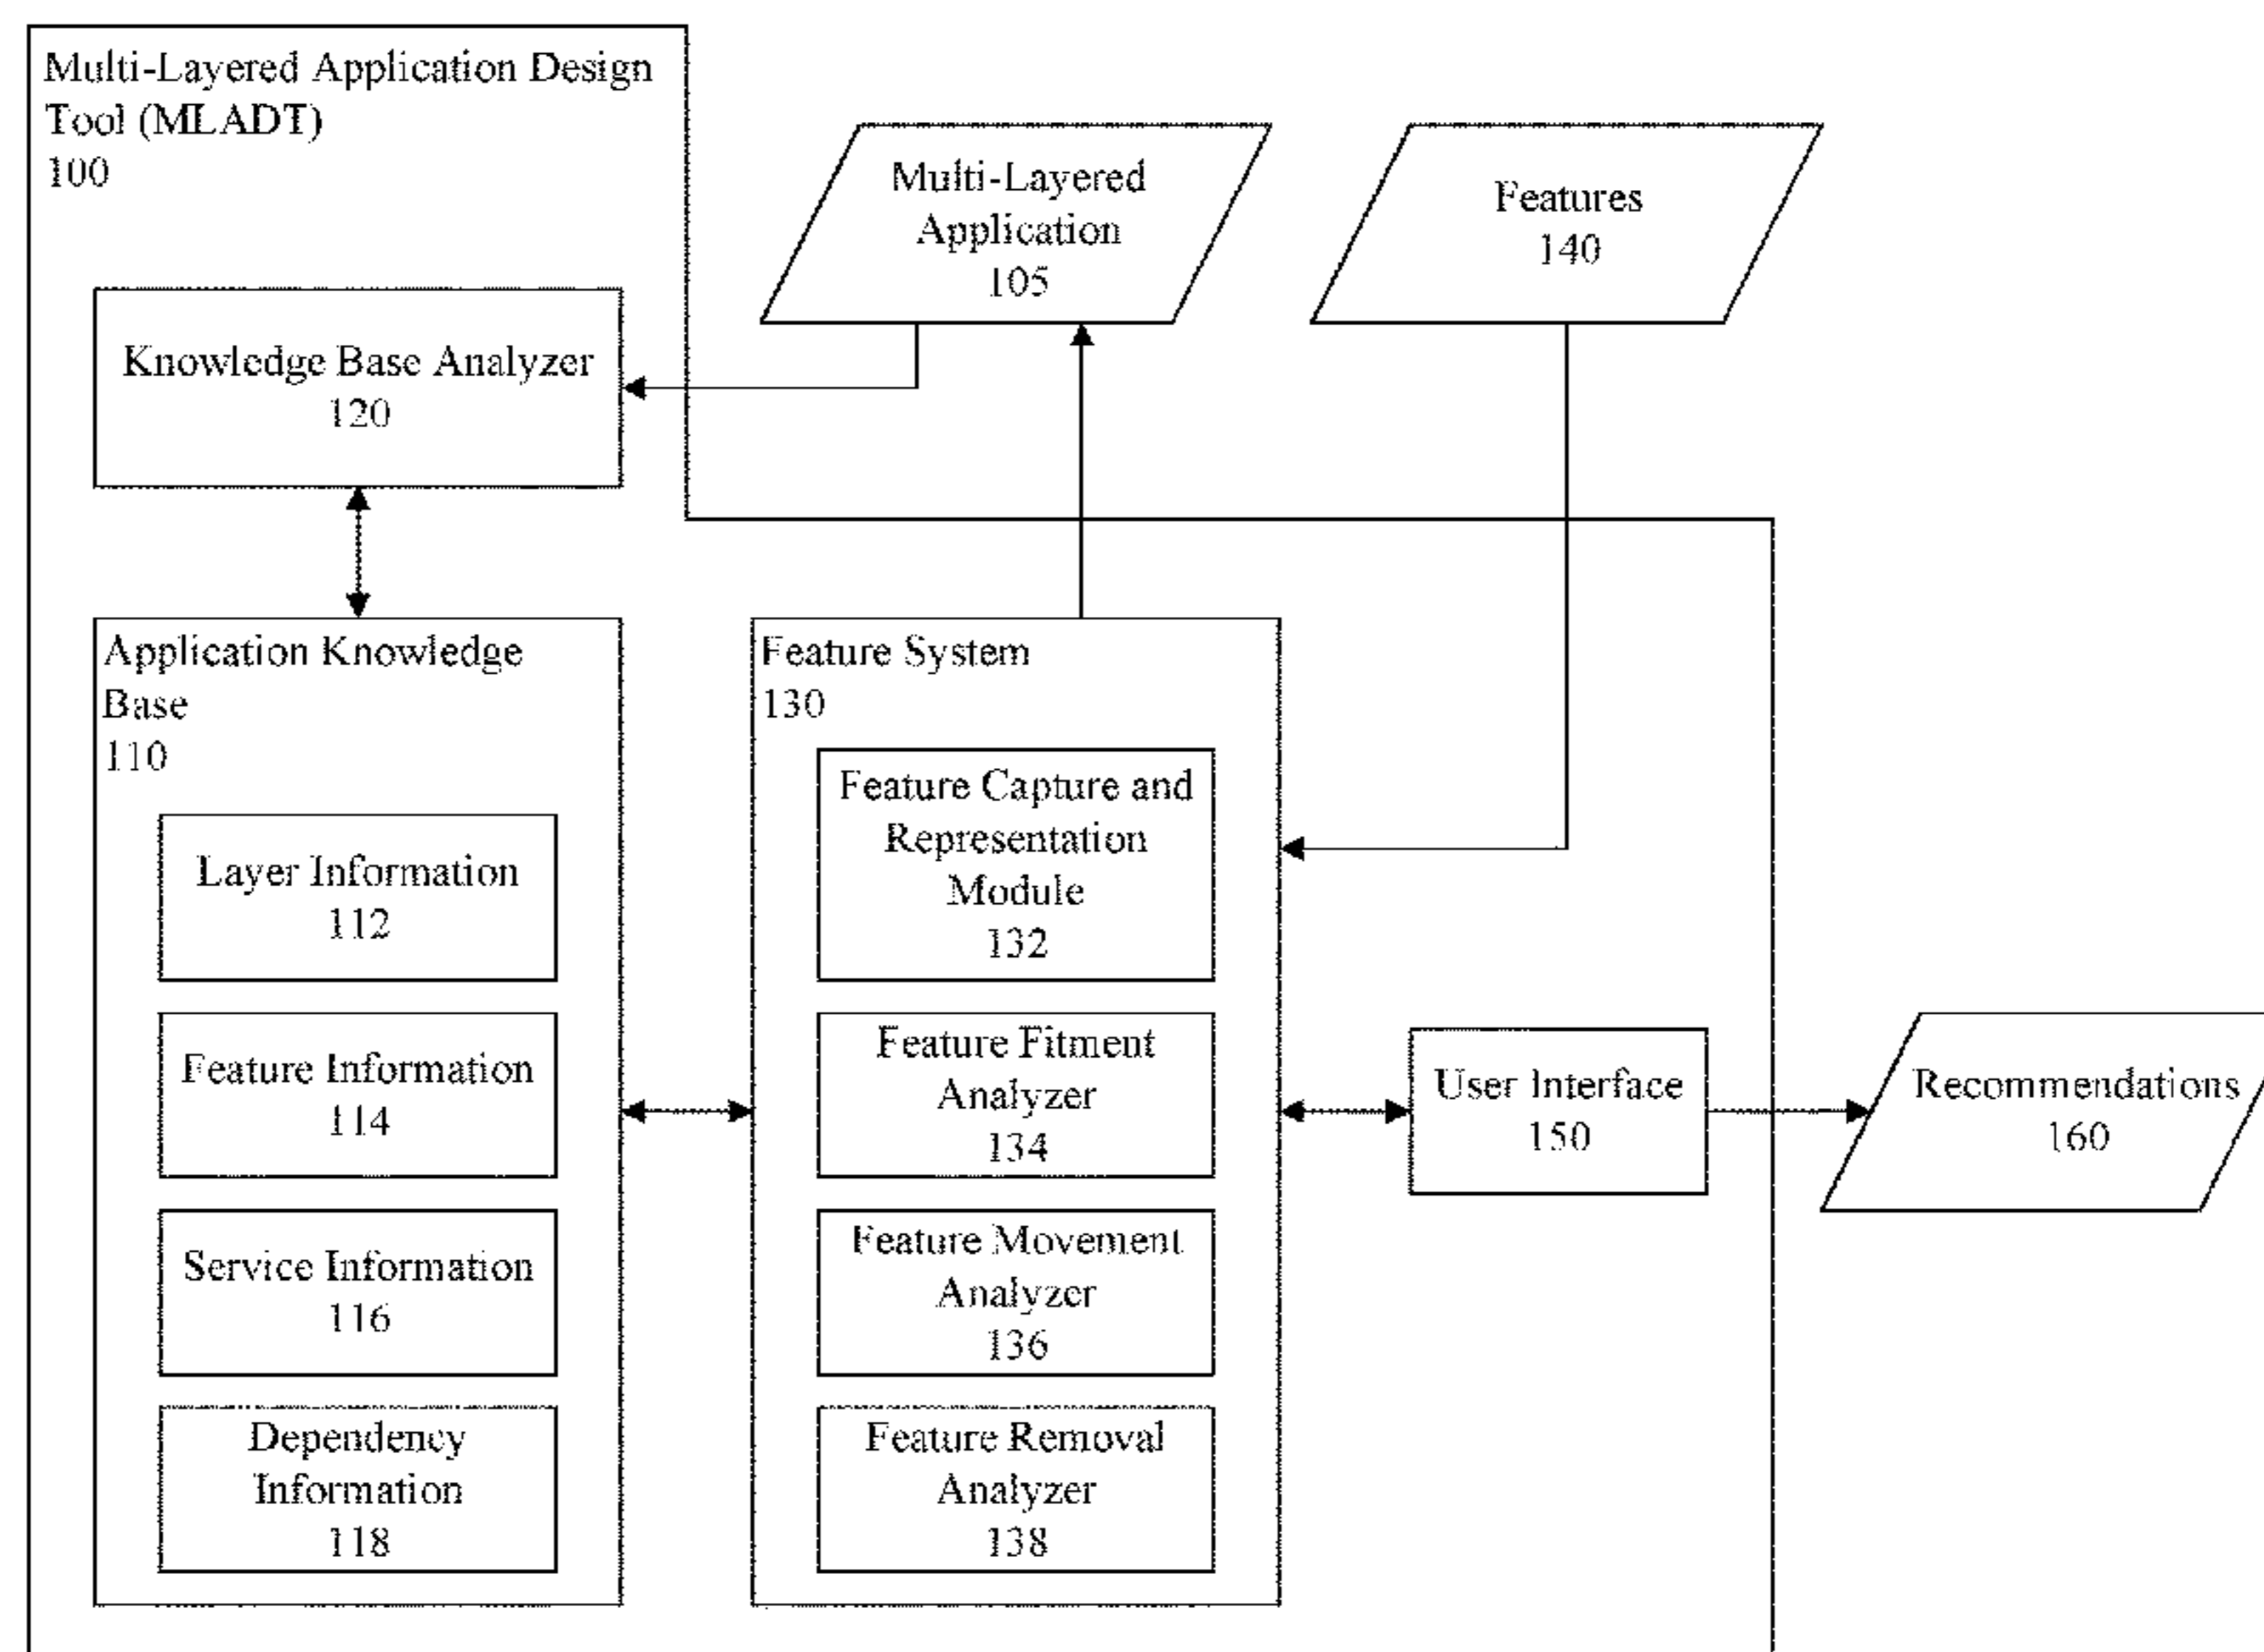 Multi-Layered Application Design
Tool (MLADT)
100
Multi-Layered
Application
105
Features
140
Knowledge Base Analyzer
120
Application Knowledge
Base
110
Layer Information
112
Feature Information
114
Service Information
116
Dependency
Information
118
Feature System
130
Feature Capture and
Representation
Module
132
Feature Fitment
Analyzer
134
Feature Movement
Analyzer
136
Feature Removal
Analyzer
138
User Interface
150
Recommendations
160